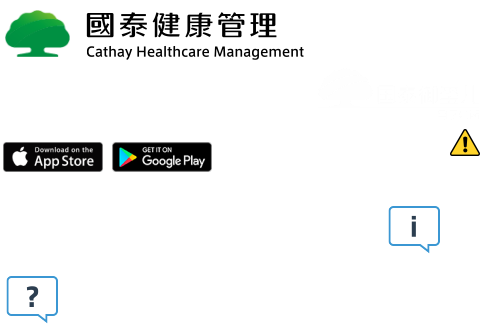 國泰健康管理
Cathay Healthcare Management
Download on the
App Store
GET IT ON
Google Play
!
i
?